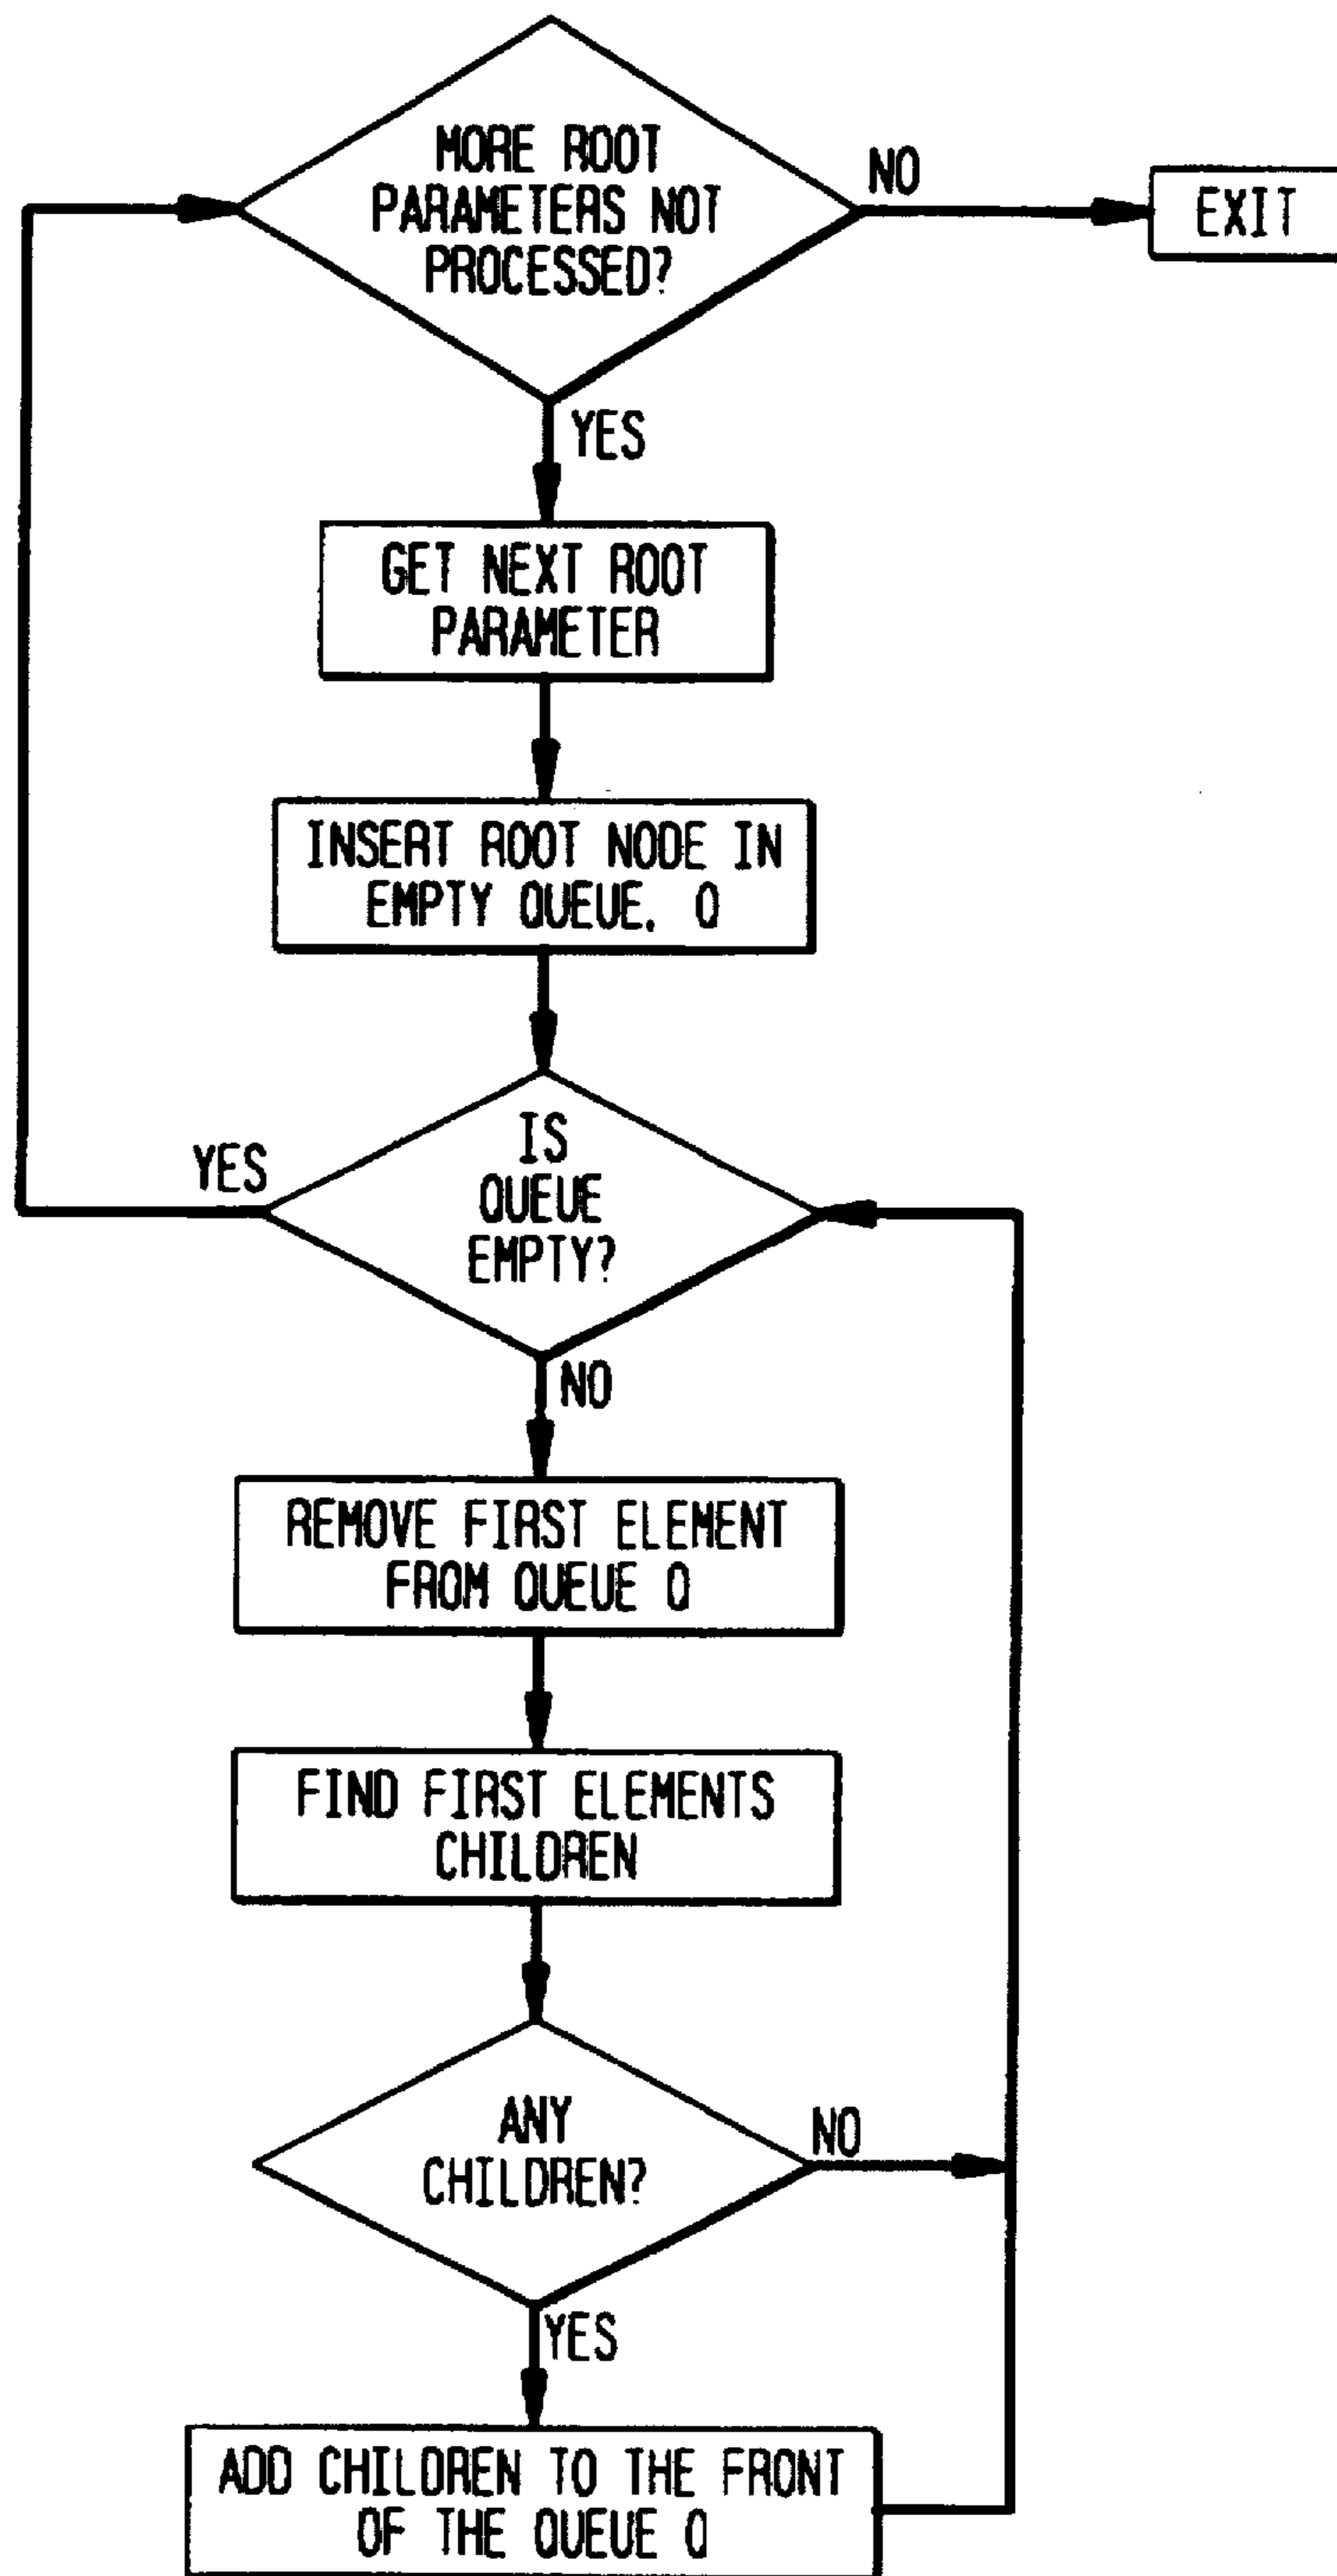 MORE ROOT
PARAMETERS NOT
PROCESSED?
NO
EXIT
YES
GET NEXT ROOT
PARAMETER
INSERT ROOT NODE IN
EMPTY QUEUE. Q
IS
QUEUE
EMPTY?
YES
NO
REMOVE FIRST ELEMENT
FROM QUEUE Q
FIND FIRST ELEMENTS
CHILDREN
ANY
CHILDREN?
NO
YES
ADD CHILDREN TO THE FRONT
OF THE QUEUE Q